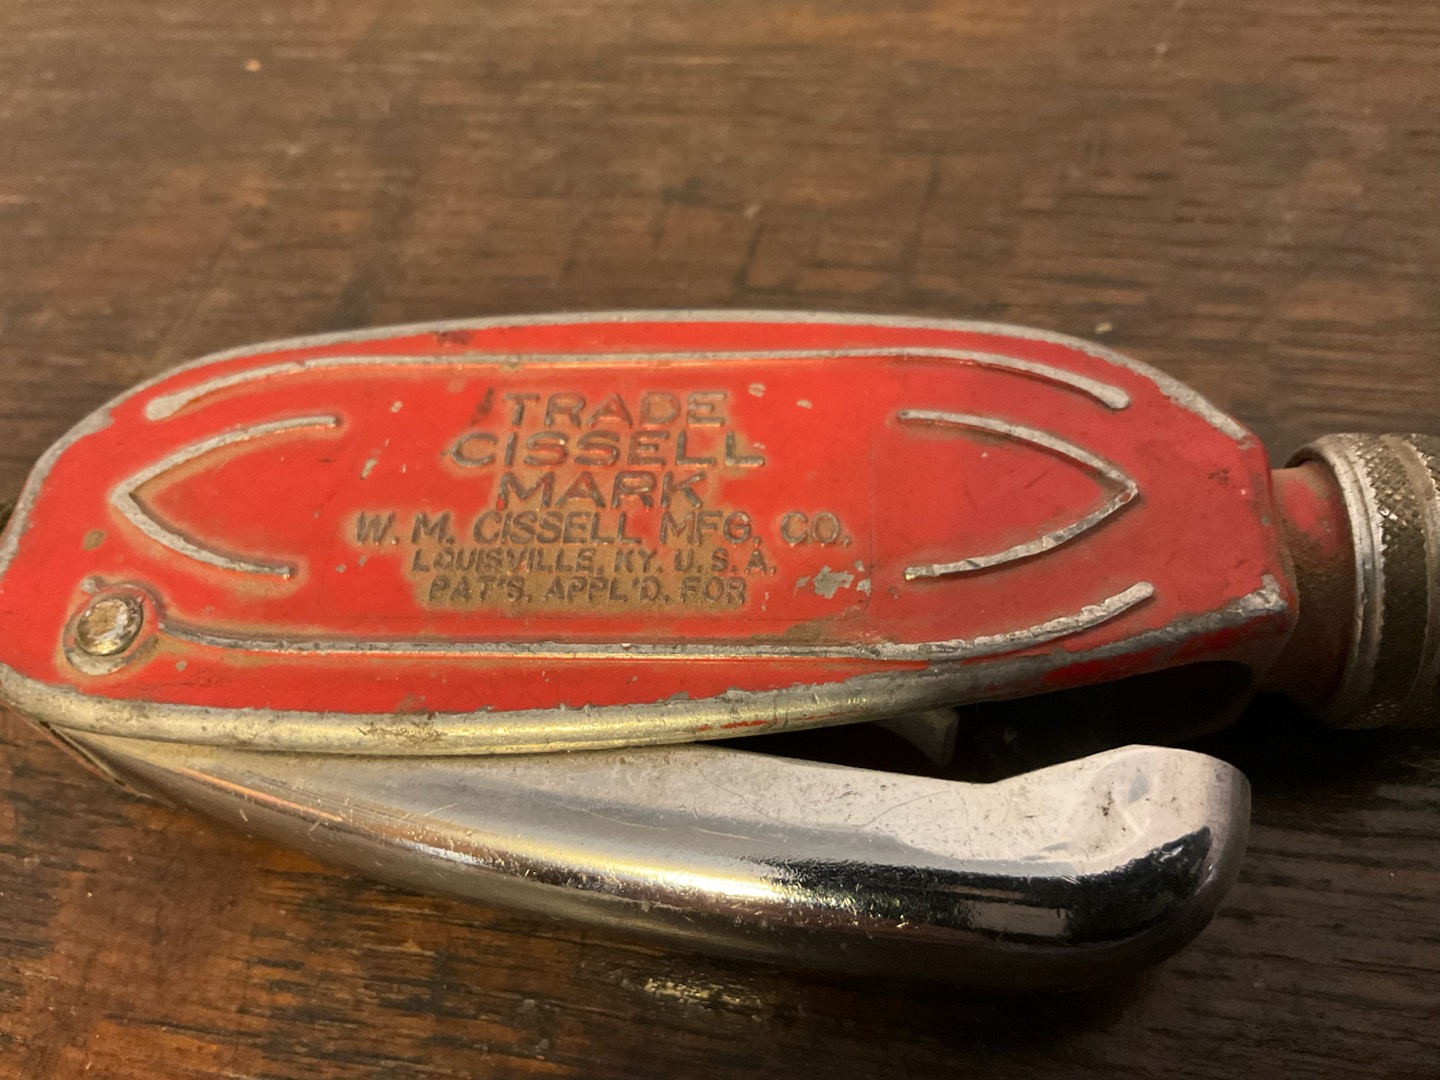 TRADE
CISSELL
MARK
W. M. CISSELL MFG. CO.
LOUISVILLE, KY. U. S. A.
PAT'S. APPL'D. FOR